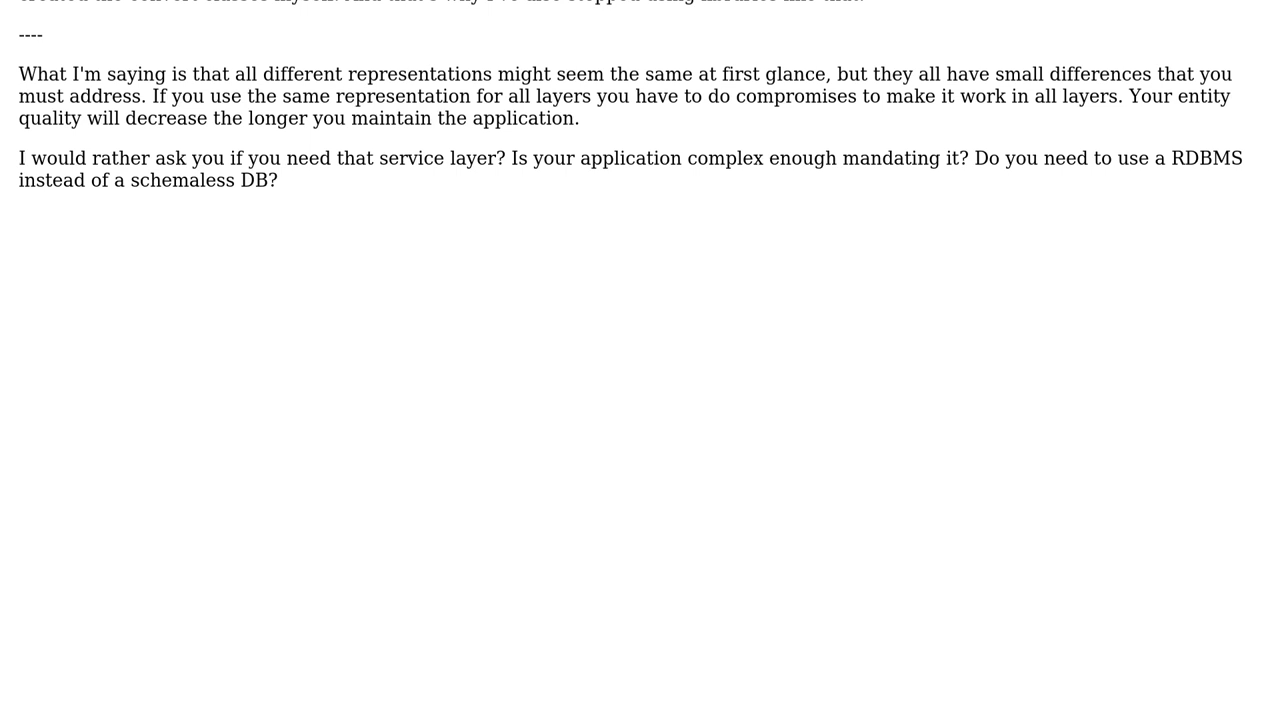 ----
What I'm saying is that all different representations might seem the same at first glance, but they all have small differences that you
must address. If you use the same representation for all layers you have to do compromises to make it work in all layers. Your entity
quality will decrease the longer you maintain the application.
I would rather ask you if you need that service layer? Is your application complex enough mandating it? Do you need to use a RDBMS
instead of a schemaless DB?